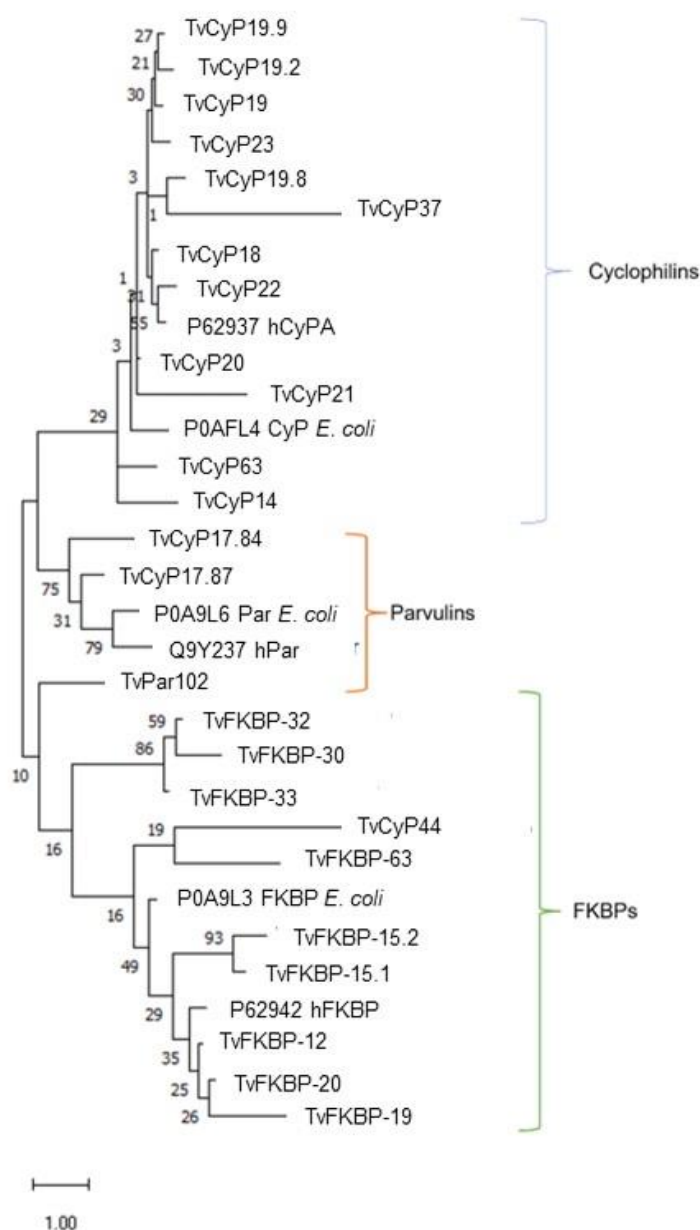 27
TvCyP19.9
21
TvCyP19.2
30
TvCyP19
TvCyP23
3
TvCyP19.8
1
TvCyP37
TvCyP18
1
31
TvCyP22
55
P62937 hCyPA
3
TvCyP20
TvCyP21
29
P0AFL4 CyP E. coli
TvCyP63
TvCyP14
Cyclophilins
TvCyP17.84
75
TvCyP17.87
31
P0A9L6 Par E. coli
79
Q9Y237 hPar
TvPar102
Parvulins
10
59
TvFKBP-32
86
TvFKBP-30
TvFKBP-33
16
19
TvCyP44
TvFKBP-63
16
P0A9L3 FKBP E. coli
49
93
TvFKBP-15.2
TvFKBP-15.1
29
P62942 hFKBP
35
TvFKBP-12
25
TvFKBP-20
26
TvFKBP-19
FKBPs
1.00